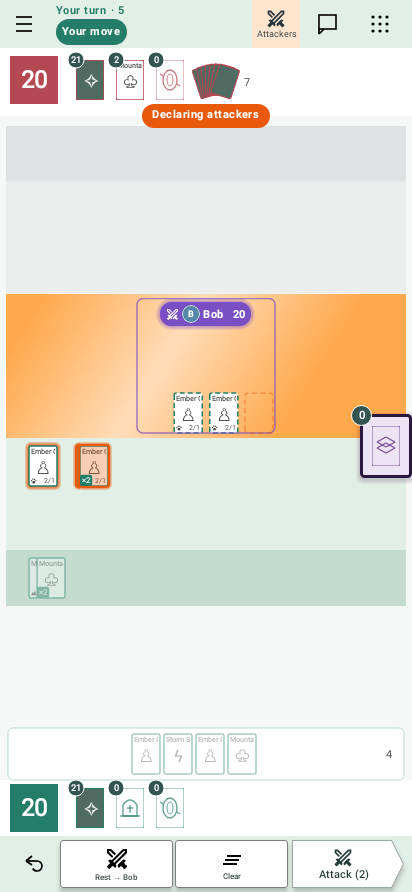 Your turn · 5
Your move
Attackers
20
21
2
Mounta
0
7
Declaring attackers
B Bob 20
Ember
2/1
Ember
2/1
0
Ember
2/1
Ember
×2 2/1
M Mounta
×2
Ember
Storm S
Ember
Mounta
4
20
21
0
0
Rest → Bob
Clear
Attack (2)